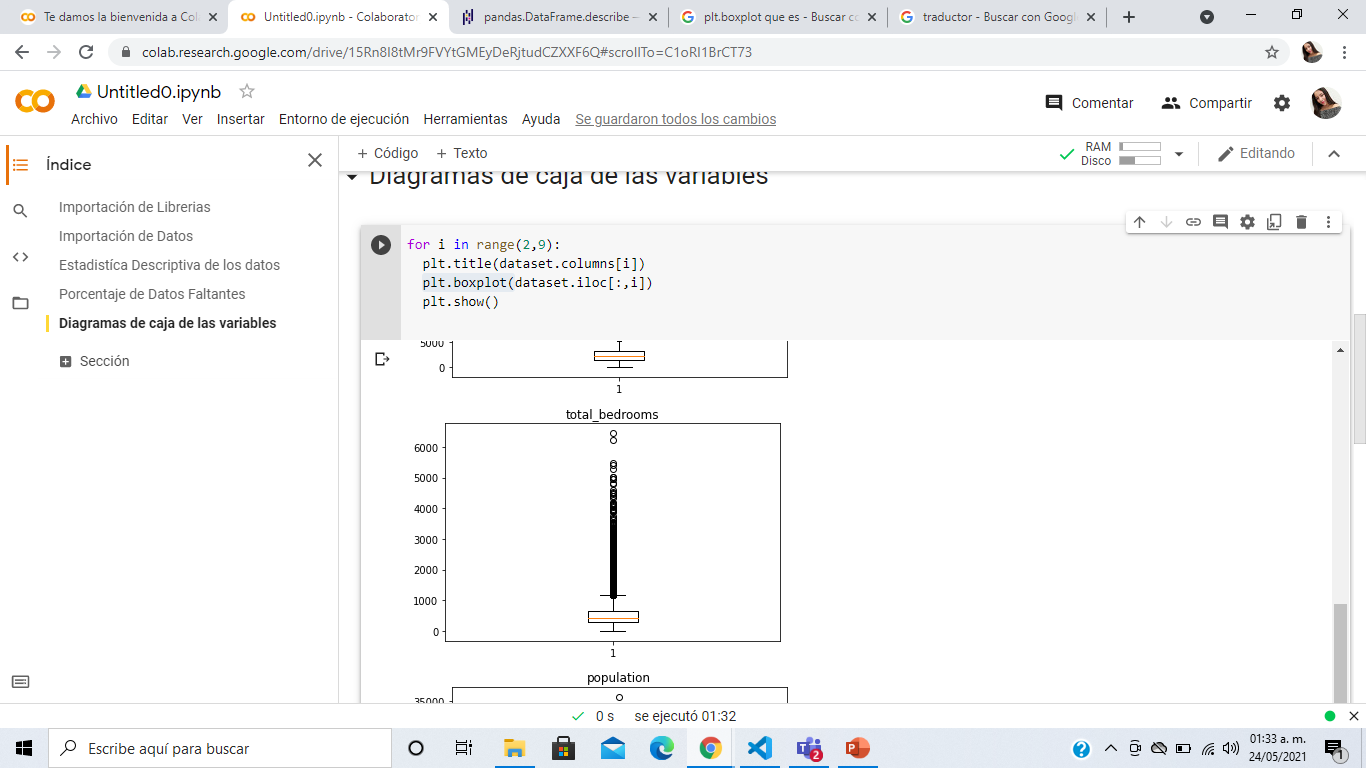 Te damos la bienvenida a Col
Untitled0.ipynb - Colaborator
pandas.DataFrame.describe —
plt.boxplot que es - Buscar co
traductor - Buscar con Googl
colab.research.google.com/drive/15Rn8I8tMr9FVYtGMEyDeRjtudCZXXF6Q#scrollTo=C1oRI1BrCT73
Untitled0.ipynb
Archivo Editar Ver Insertar Entorno de ejecución Herramientas Ayuda Se guardaron todos los cambios
Comentar
Compartir
Índice
+ Código + Texto
RAM
Disco
Editando
Importación de Librerias
Importación de Datos
Estadistíca Descriptiva de los datos
Porcentaje de Datos Faltantes
Diagramas de caja de las variables
Sección
Diagramas de caja de las variables
for i in range(2,9):
plt.title(dataset.columns[i])
plt.boxplot(dataset.iloc[:,i])
plt.show()
5000
0
1
total_bedrooms
6000
5000
4000
3000
2000
1000
0
1
population
35000
0 s se ejecutó 01:32
Escribe aquí para buscar
2
01:33 a. m.
24/05/2021
1